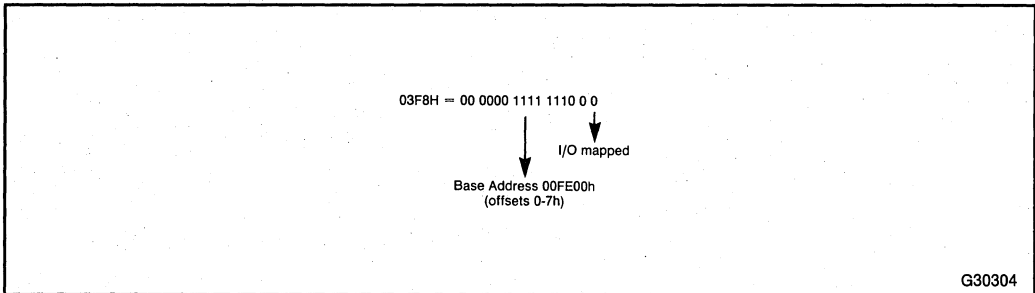 03F8H = 00 0000 1111 1110 0 0
I/O mapped
Base Address 00FE00h
(offsets 0-7h)
G30304